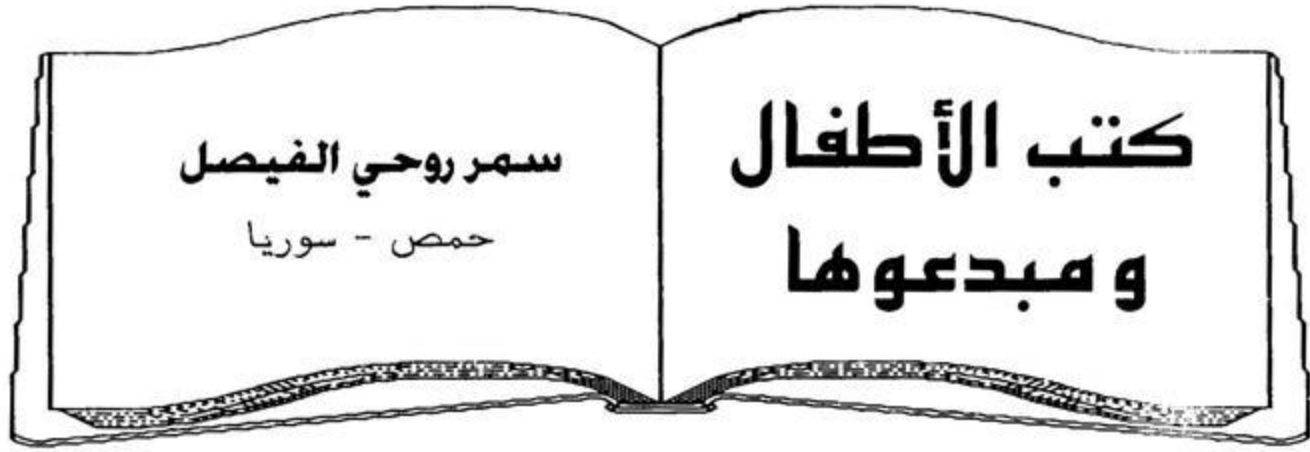 كتب الأطفال
ومبدعوها
سمر روحي الفيصل
حمص - سوريا